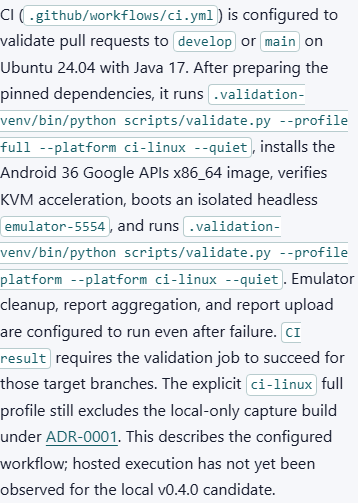 CI (.github/workflows/ci.yml) is configured to
validate pull requests to develop or main on
Ubuntu 24.04 with Java 17. After preparing the
pinned dependencies, it runs .validation-
venv/bin/python scripts/validate.py --profile
full --platform ci-linux --quiet, installs the
Android 36 Google APIs x86_64 image, verifies
KVM acceleration, boots an isolated headless
emulator-5554, and runs .validation-
venv/bin/python scripts/validate.py --profile
platform --platform ci-linux --quiet. Emulator
cleanup, report aggregation, and report upload
are configured to run even after failure. CI
result requires the validation job to succeed for
those target branches. The explicit ci-linux full
profile still excludes the local-only capture build
under ADR-0001. This describes the configured
workflow; hosted execution has not yet been
observed for the local v0.4.0 candidate.